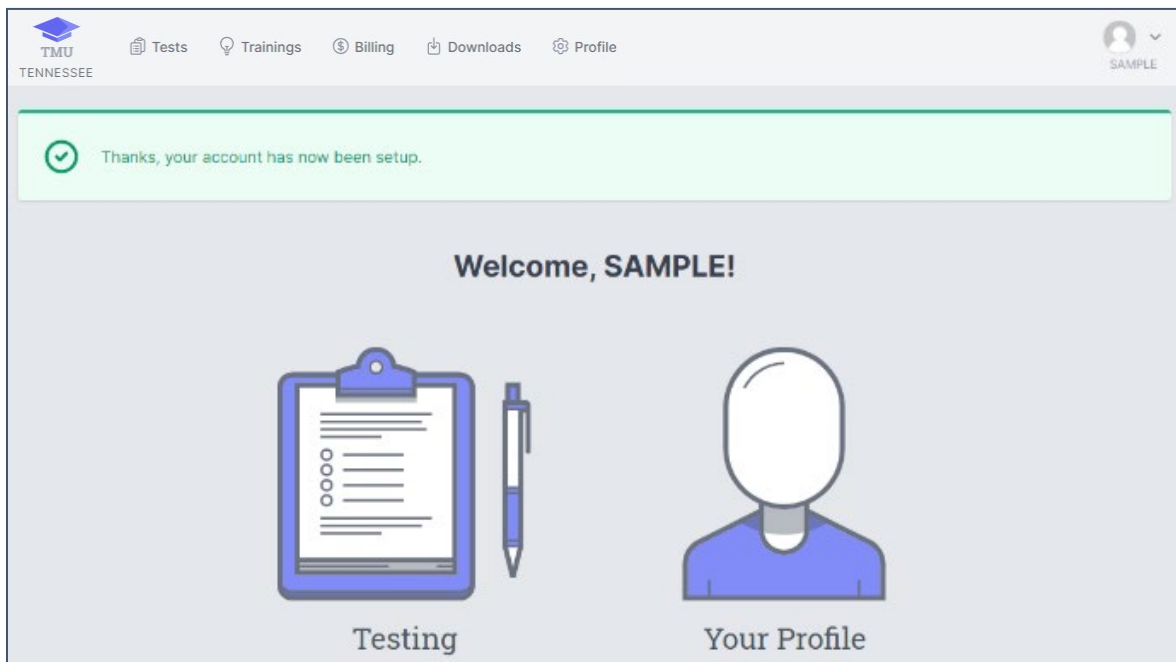 TMU
TENNESSEE
Tests Trainings Billing Downloads Profile
SAMPLE
Thanks, your account has now been setup.
Welcome, SAMPLE!
Testing Your Profile